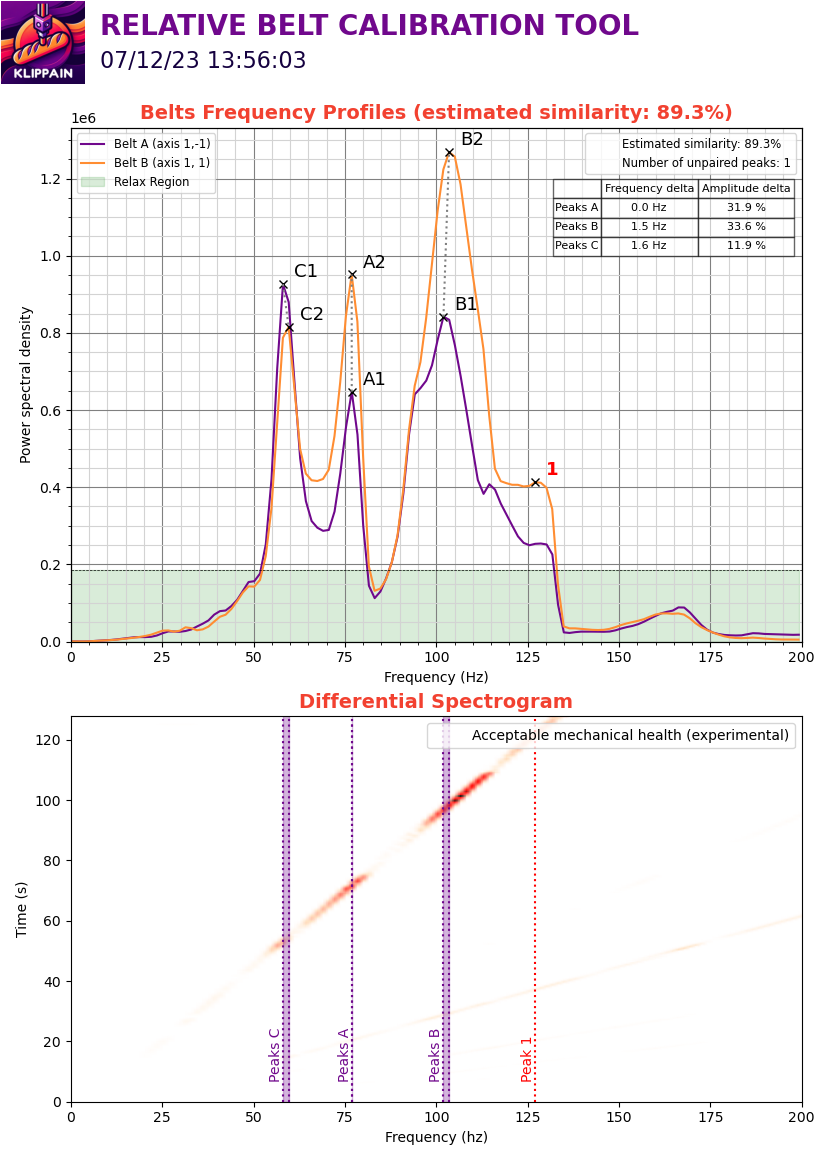 KLIPPAIN
RELATIVE BELT CALIBRATION TOOL
07/12/23 13:56:03
Belts Frequency Profiles (estimated similarity: 89.3%)
1e6
Belt A (axis 1,-1)
Belt B (axis 1, 1)
Relax Region
Estimated similarity: 89.3%
Number of unpaired peaks: 1
Frequency delta Amplitude delta
Peaks A 0.0 Hz 31.9 %
Peaks B 1.5 Hz 33.6 %
Peaks C 1.6 Hz 11.9 %
B2
A2
C1
C2
B1
A1
1
Power spectral density
1.2
1.0
0.8
0.6
0.4
0.2
0.0
0 25 50 75 100 125 150 175 200
Frequency (Hz)
Differential Spectrogram
Acceptable mechanical health (experimental)
Time (s)
120
100
80
60
40
20
0
Peaks C
Peaks A
Peaks B
Peak 1
0 25 50 75 100 125 150 175 200
Frequency (hz)